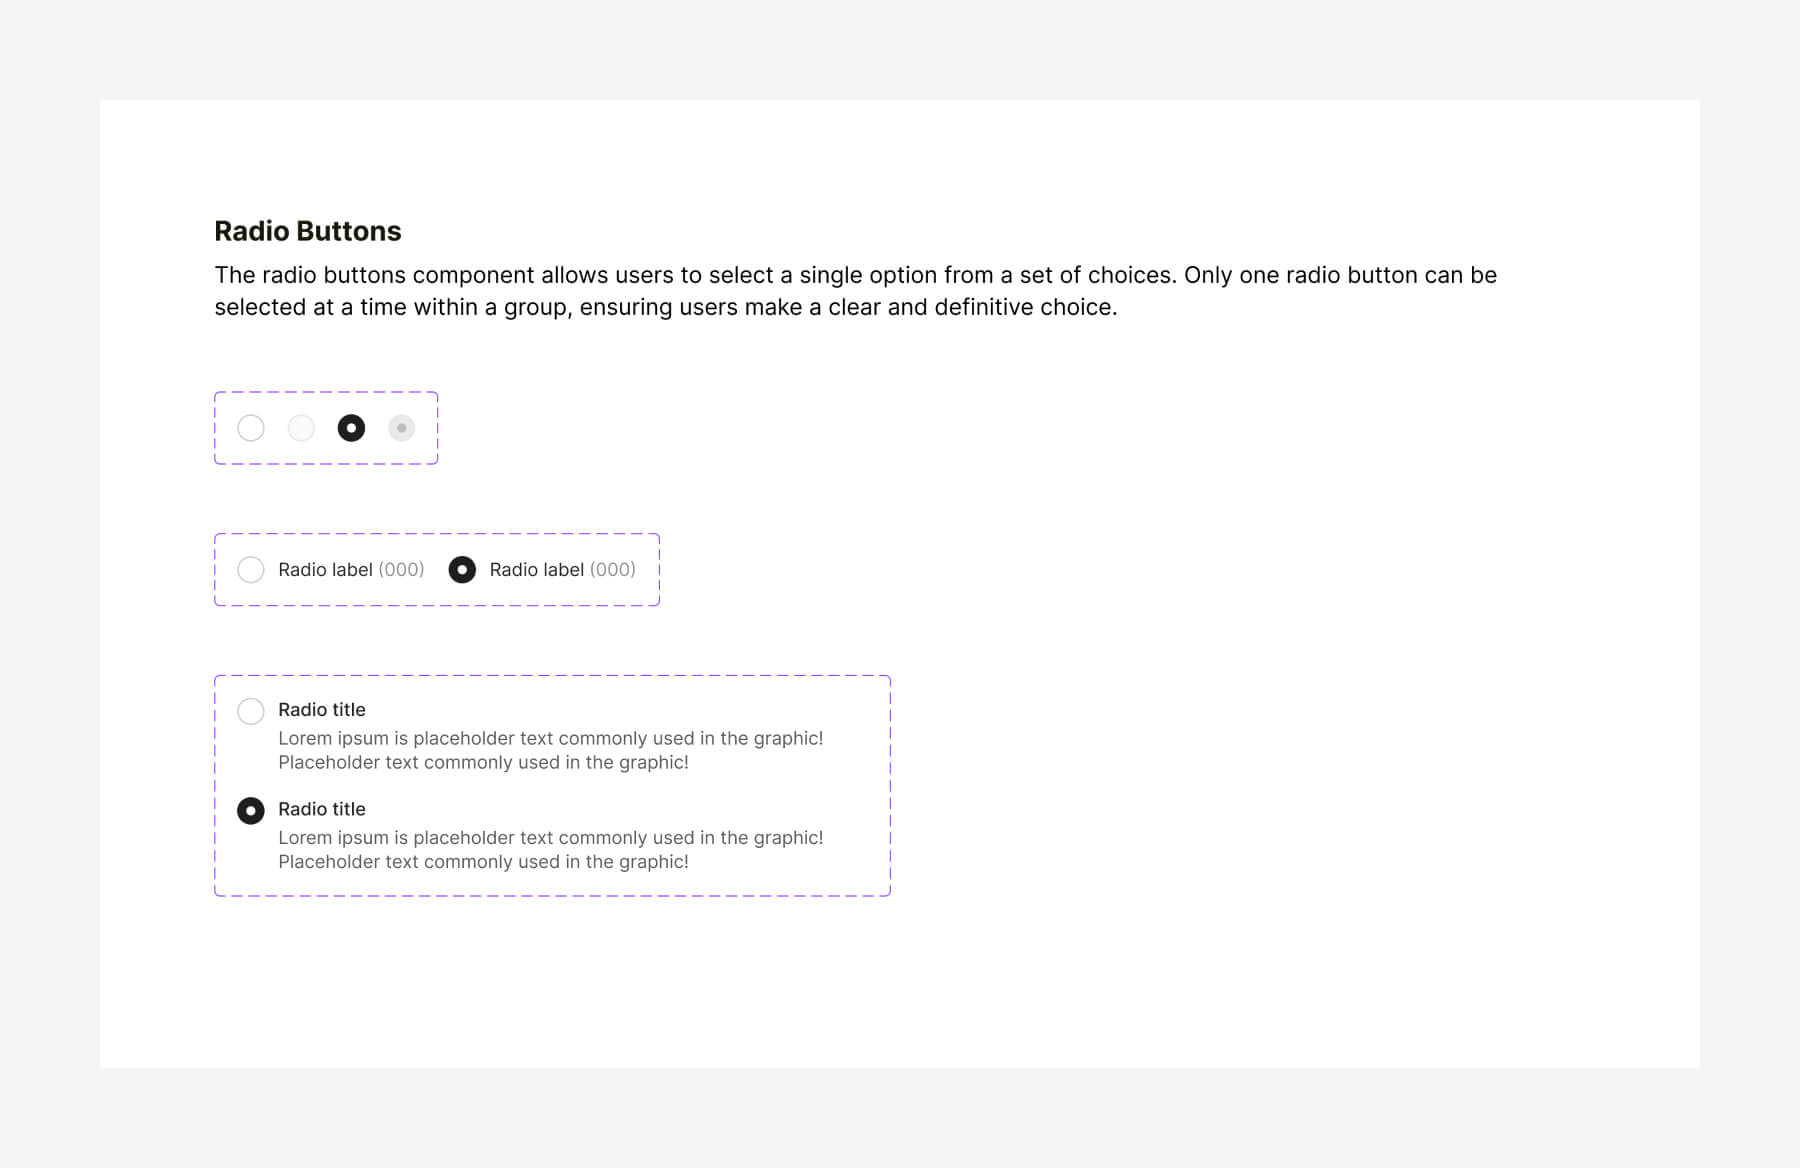 Radio Buttons
The radio buttons component allows users to select a single option from a set of choices. Only one radio button can be
selected at a time within a group, ensuring users make a clear and definitive choice.
Radio label (000) Radio label (000)
Radio title
Lorem ipsum is placeholder text commonly used in the graphic!
Placeholder text commonly used in the graphic!
Radio title
Lorem ipsum is placeholder text commonly used in the graphic!
Placeholder text commonly used in the graphic!